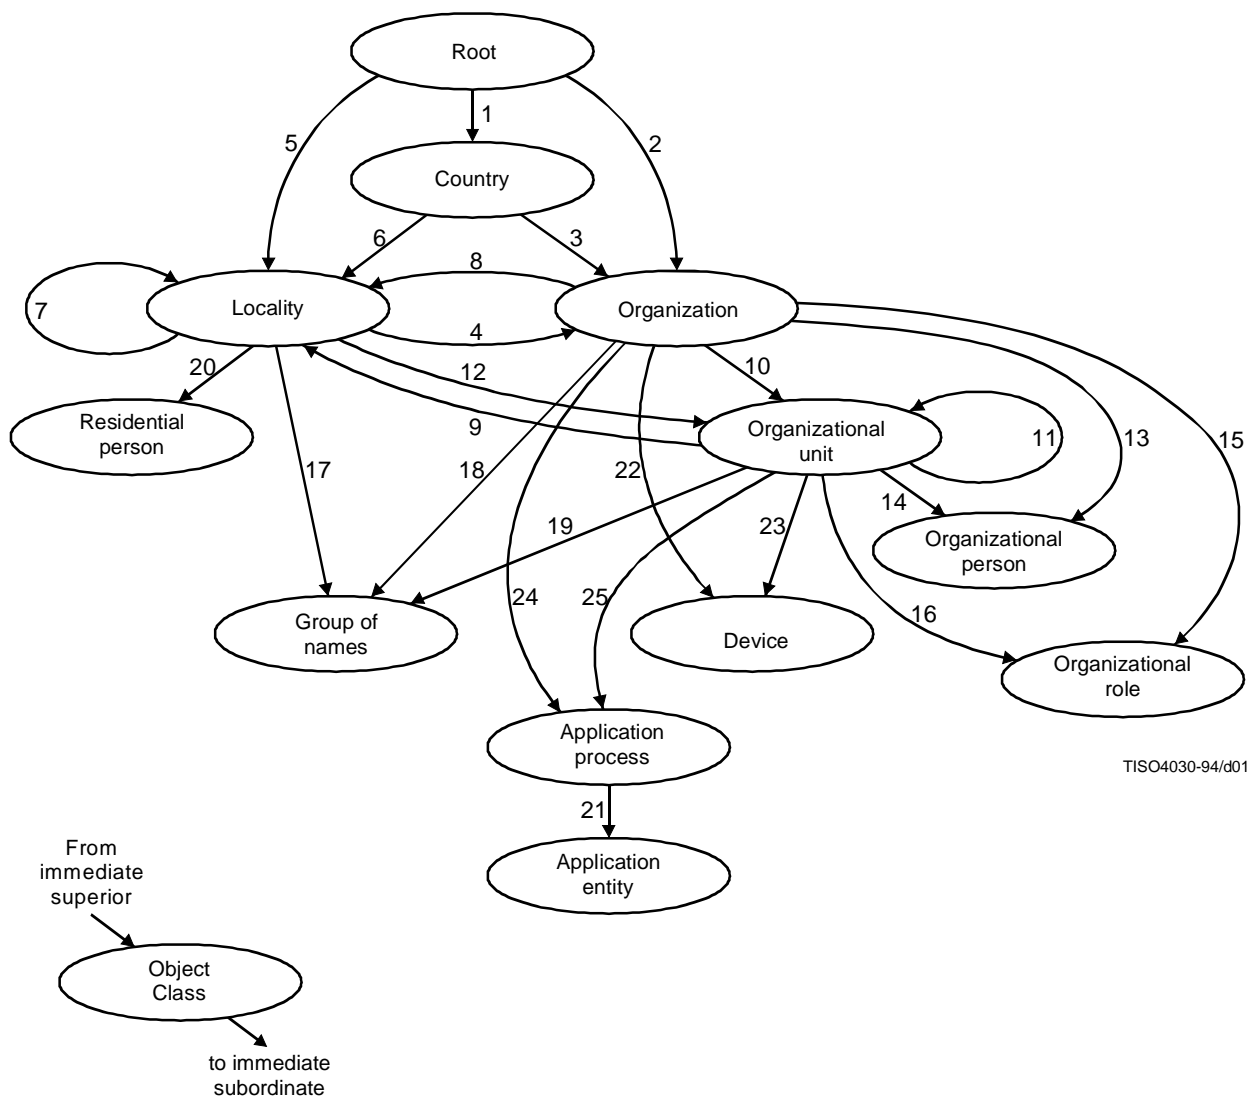 Root
1
5
2
Country
6
3
8
Locality
Organization
7
4
20
12
10
Residential
person
9
Organizational
unit
11
13
15
17
18
22
14
19
23
Organizational
person
24
25
16
Group of
names
Device
Organizational
role
Application
process
TISO4030-94/d01
21
From
immediate
superior
Application
entity
Object
Class
to immediate
subordinate